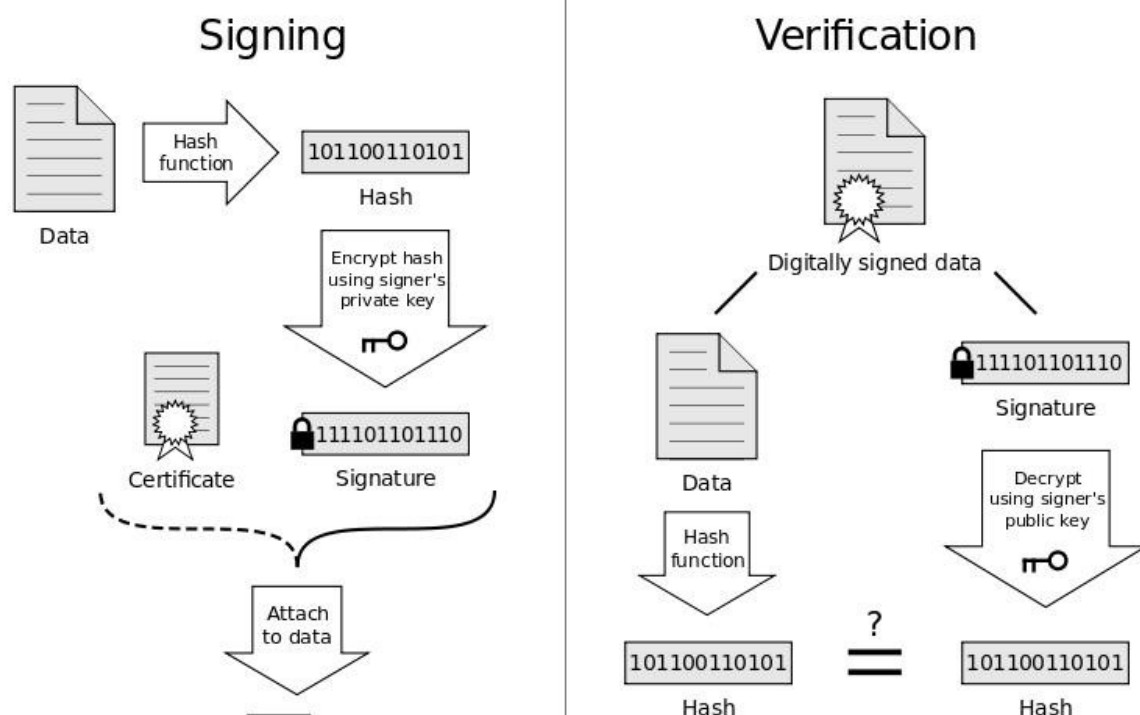 Signing
Data
Hash
function
101100110101
Hash
Encrypt hash
using signer's
private key
Certificate
111101101110
Signature
Attach
to data
Verification
Digitally signed data
Data
Hash
function
101100110101
Hash
111101101110
Signature
Decrypt
using signer's
public key
?
=
101100110101
Hash